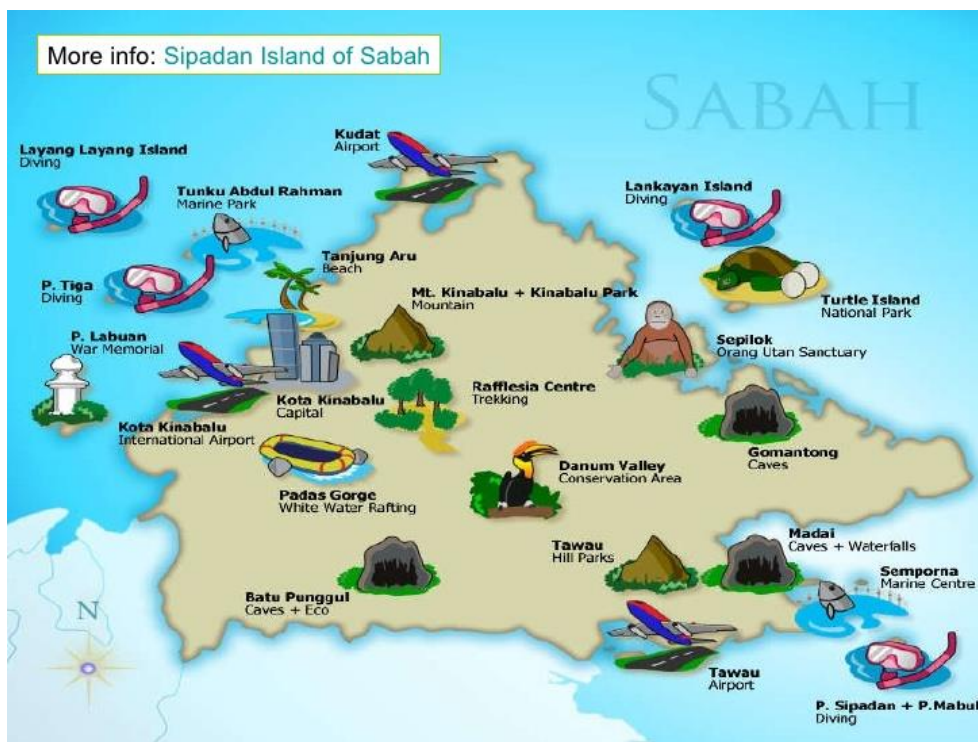 More info: Sipadan Island of Sabah
SABAH
Kudat
Airport
Layang Layang Island
Diving
Tunku Abdul Rahman
Marine Park
Lankayan Island
Diving
Tanjung Aru
Beach
P. Tiga
Diving
Mt. Kinabalu + Kinabalu Park
Mountain
Turtle Island
National Park
P. Labuan
War Memorial
Sepilok
Orang Utan Sanctuary
Kota Kinabalu
Capital
Rafflesia Centre
Trekking
Kota Kinabalu
International Airport
Gomantong
Caves
Danum Valley
Conservation Area
Padas Gorge
White Water Rafting
Madai
Caves + Waterfalls
Tawau
Hill Parks
Semporna
Marine Centre
Batu Punggul
Caves + Eco
N
Tawau
Airport
P. Sipadan + P.Mabul
Diving